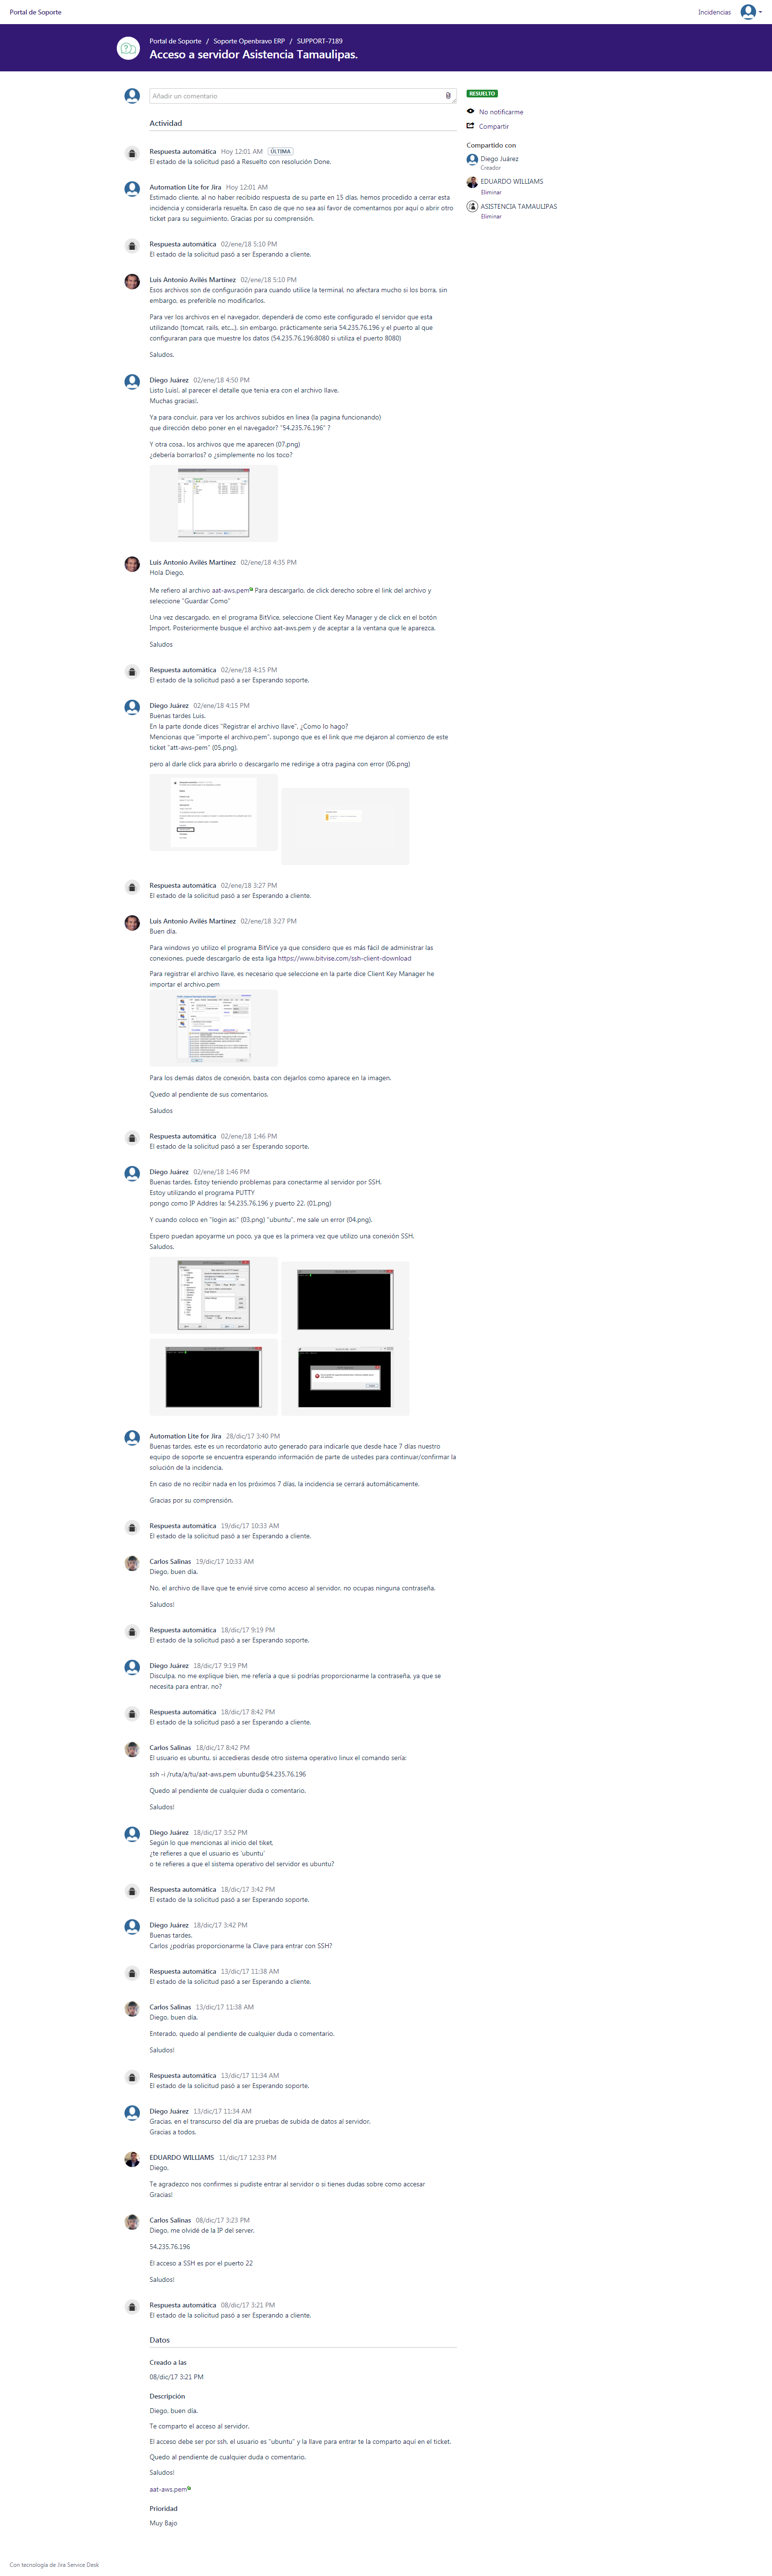 Portal de Soporte
Incidencias
Portal de Soporte / Soporte Openbravo ERP / SUPPORT-7189
Acceso a servidor Asistencia Tamaulipas.
Añadir un comentario
RESUELTO
No notificarme
Compartir
Compartido con
Diego Juárez
Creador
EDUARDO WILLIAMS
Eliminar
ASISTENCIA TAMAULIPAS
Eliminar
Actividad
Respuesta automática Hoy 12:01 AM ÚLTIMA
El estado de la solicitud pasó a Resuelto con resolución Done.
Automation Lite for Jira Hoy 12:01 AM
Estimado cliente, al no haber recibido respuesta de su parte en 15 días, hemos procedido a cerrar esta
incidencia y considerarla resuelta. En caso de que no sea así favor de comentarnos por aquí o abrir otro
ticket para su seguimiento. Gracias por su comprensión.
Respuesta automática 02/ene/18 5:10 PM
El estado de la solicitud pasó a ser Esperando a cliente.
Luis Antonio Avilés Martínez 02/ene/18 5:10 PM
Esos archivos son de configuración para cuando utilice la terminal, no afectara mucho si los borra, sin
embargo, es preferible no modificarlos.
Para ver los archivos en el navegador, dependerá de como este configurado el servidor que esta
utilizando (tomcat, rails, etc...), sin embargo, prácticamente seria 54.235.76.196 y el puerto al que
configuraran para que muestre los datos (54.235.76.196:8080 si utiliza el puerto 8080)
Saludos.
Diego Juárez 02/ene/18 4:50 PM
Listo Luis!, al parecer el detalle que tenia era con el archivo llave.
Muchas gracias!.
Ya para concluir, para ver los archivos subidos en linea (la pagina funcionando)
que dirección debo poner en el navegador? "54.235.76.196" ?
Y otra cosa.. los archivos que me aparecen (07.png)
¿debería borrarlos? o ¿simplemente no los toco?
Luis Antonio Avilés Martínez 02/ene/18 4:35 PM
Hola Diego,
Me refiero al archivo aat-aws.pem Para descargarlo, de click derecho sobre el link del archivo y
seleccione "Guardar Como"
Una vez descargado, en el programa BitVice, seleccione Client Key Manager y de click en el botón
Import. Posteriormente busque el archivo aat-aws.pem y de aceptar a la ventana que le aparezca.
Saludos
Respuesta automática 02/ene/18 4:15 PM
El estado de la solicitud pasó a ser Esperando soporte.
Diego Juárez 02/ene/18 4:15 PM
Buenas tardes Luis.
En la parte donde dices "Registrar el archivo llave", ¿Como lo hago?
Mencionas que "importe el archivo.pem", supongo que es el link que me dejaron al comienzo de este
ticket "att-aws-pem" (05.png),
pero al darle click para abrirlo o descargarlo me redirige a otra pagina con error (06.png)
Respuesta automática 02/ene/18 3:27 PM
El estado de la solicitud pasó a ser Esperando a cliente.
Luis Antonio Avilés Martínez 02/ene/18 3:27 PM
Buen día.
Para windows yo utilizo el programa BitVice ya que considero que es más fácil de administrar las
conexiones, puede descargarlo de esta liga https://www.bitvise.com/ssh-client-download
Para registrar el archivo llave, es necesario que seleccione en la parte dice Client Key Manager he
importar el archivo.pem
Para los demás datos de conexión, basta con dejarlos como aparece en la imagen.
Quedo al pendiente de sus comentarios.
Saludos
Respuesta automática 02/ene/18 1:46 PM
El estado de la solicitud pasó a ser Esperando soporte.
Diego Juárez 02/ene/18 1:46 PM
Buenas tardes. Estoy teniendo problemas para conectarme al servidor por SSH.
Estoy utilizando el programa PUTTY
pongo como IP Addres la: 54.235.76.196 y puerto 22. (01.png)
Y cuando coloco en "login as:" (03.png) "ubuntu". me sale un error (04.png).
Espero puedan apoyarme un poco, ya que es la primera vez que utilizo una conexión SSH.
Saludos.
Automation Lite for Jira 28/dic/17 3:40 PM
Buenas tardes, este es un recordatorio auto generado para indicarle que desde hace 7 días nuestro
equipo de soporte se encuentra esperando información de parte de ustedes para continuar/confirmar la
solución de la incidencia.
En caso de no recibir nada en los próximos 7 días, la incidencia se cerrará automáticamente.
Gracias por su comprensión.
Respuesta automática 19/dic/17 10:33 AM
El estado de la solicitud pasó a ser Esperando a cliente.
Carlos Salinas 19/dic/17 10:33 AM
Diego, buen día.
No, el archivo de llave que te envié sirve como acceso al servidor, no ocupas ninguna contraseña.
Saludos!
Respuesta automática 18/dic/17 9:19 PM
El estado de la solicitud pasó a ser Esperando soporte.
Diego Juárez 18/dic/17 9:19 PM
Disculpa, no me explique bien, me refería a que si podrías proporcionarme la contraseña, ya que se
necesita para entrar, no?
Respuesta automática 18/dic/17 8:42 PM
El estado de la solicitud pasó a ser Esperando a cliente.
Carlos Salinas 18/dic/17 8:42 PM
El usuario es ubuntu, si accedieras desde otro sistema operativo linux el comando sería:
ssh -i /ruta/a/tu/aat-aws.pem ubuntu@54.235.76.196
Quedo al pendiente de cualquier duda o comentario.
Saludos!
Diego Juárez 18/dic/17 3:52 PM
Según lo que mencionas al inicio del tiket,
¿te refieres a que el usuario es 'ubuntu'
o te refieres a que el sistema operativo del servidor es ubuntu?
Respuesta automática 18/dic/17 3:42 PM
El estado de la solicitud pasó a ser Esperando soporte.
Diego Juárez 18/dic/17 3:42 PM
Buenas tardes.
Carlos ¿podrías proporcionarme la Clave para entrar con SSH?
Respuesta automática 13/dic/17 11:38 AM
El estado de la solicitud pasó a ser Esperando a cliente.
Carlos Salinas 13/dic/17 11:38 AM
Diego, buen día.
Enterado, quedo al pendiente de cualquier duda o comentario.
Saludos!
Respuesta automática 13/dic/17 11:34 AM
El estado de la solicitud pasó a ser Esperando soporte.
Diego Juárez 13/dic/17 11:34 AM
Gracias, en el transcurso del día are pruebas de subida de datos al servidor.
Gracias a todos.
EDUARDO WILLIAMS 11/dic/17 12:33 PM
Diego,
Te agradezco nos confirmes si pudiste entrar al servidor o si tienes dudas sobre como accesar
Gracias!
Carlos Salinas 08/dic/17 3:23 PM
Diego, me olvidé de la IP del server.
54.235.76.196
El acceso a SSH es por el puerto 22
Saludos!
Respuesta automática 08/dic/17 3:21 PM
El estado de la solicitud pasó a ser Esperando a cliente.
Datos
Creado a las
08/dic/17 3:21 PM
Descripción
Diego, buen día.
Te comparto el acceso al servidor.
El acceso debe ser por ssh, el usuario es "ubuntu" y la llave para entrar te la comparto aquí en el ticket.
Quedo al pendiente de cualquier duda o comentario.
Saludos!
aat-aws.pem
Prioridad
Muy Bajo
Con tecnología de Jira Service Desk